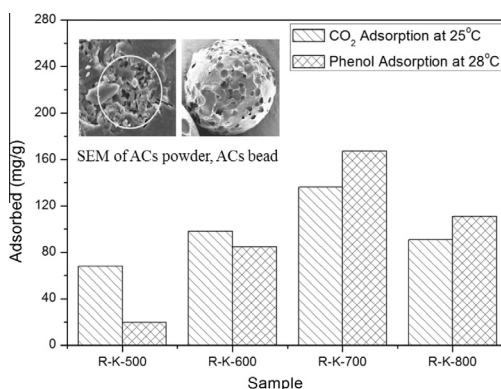 CO₂ Adsorption at 25°C
Phenol Adsorption at 28°C
SEM of ACs powder, ACs bead
Adsorbed (mg/g)
280
240
200
160
120
80
40
0
R-K-500 R-K-600 R-K-700 R-K-800
Sample